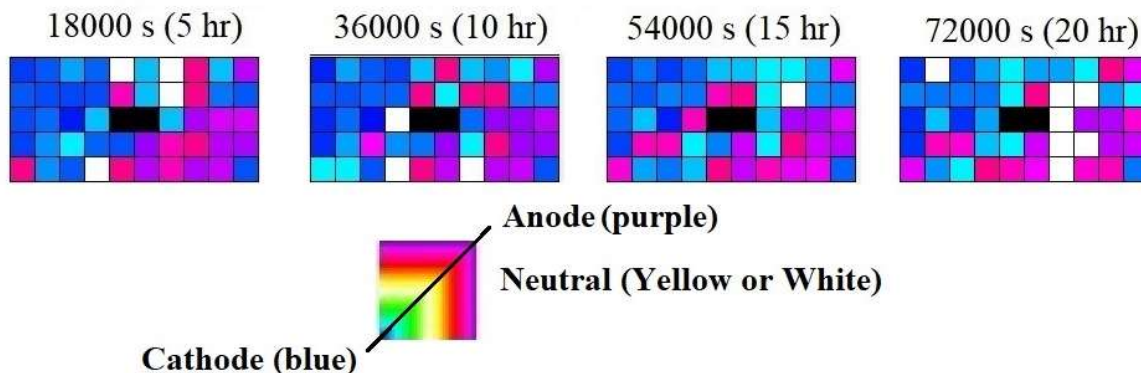 18000 s (5 hr)
36000 s (10 hr)
54000 s (15 hr)
72000 s (20 hr)
Anode (purple)
Neutral (Yellow or White)
Cathode (blue)